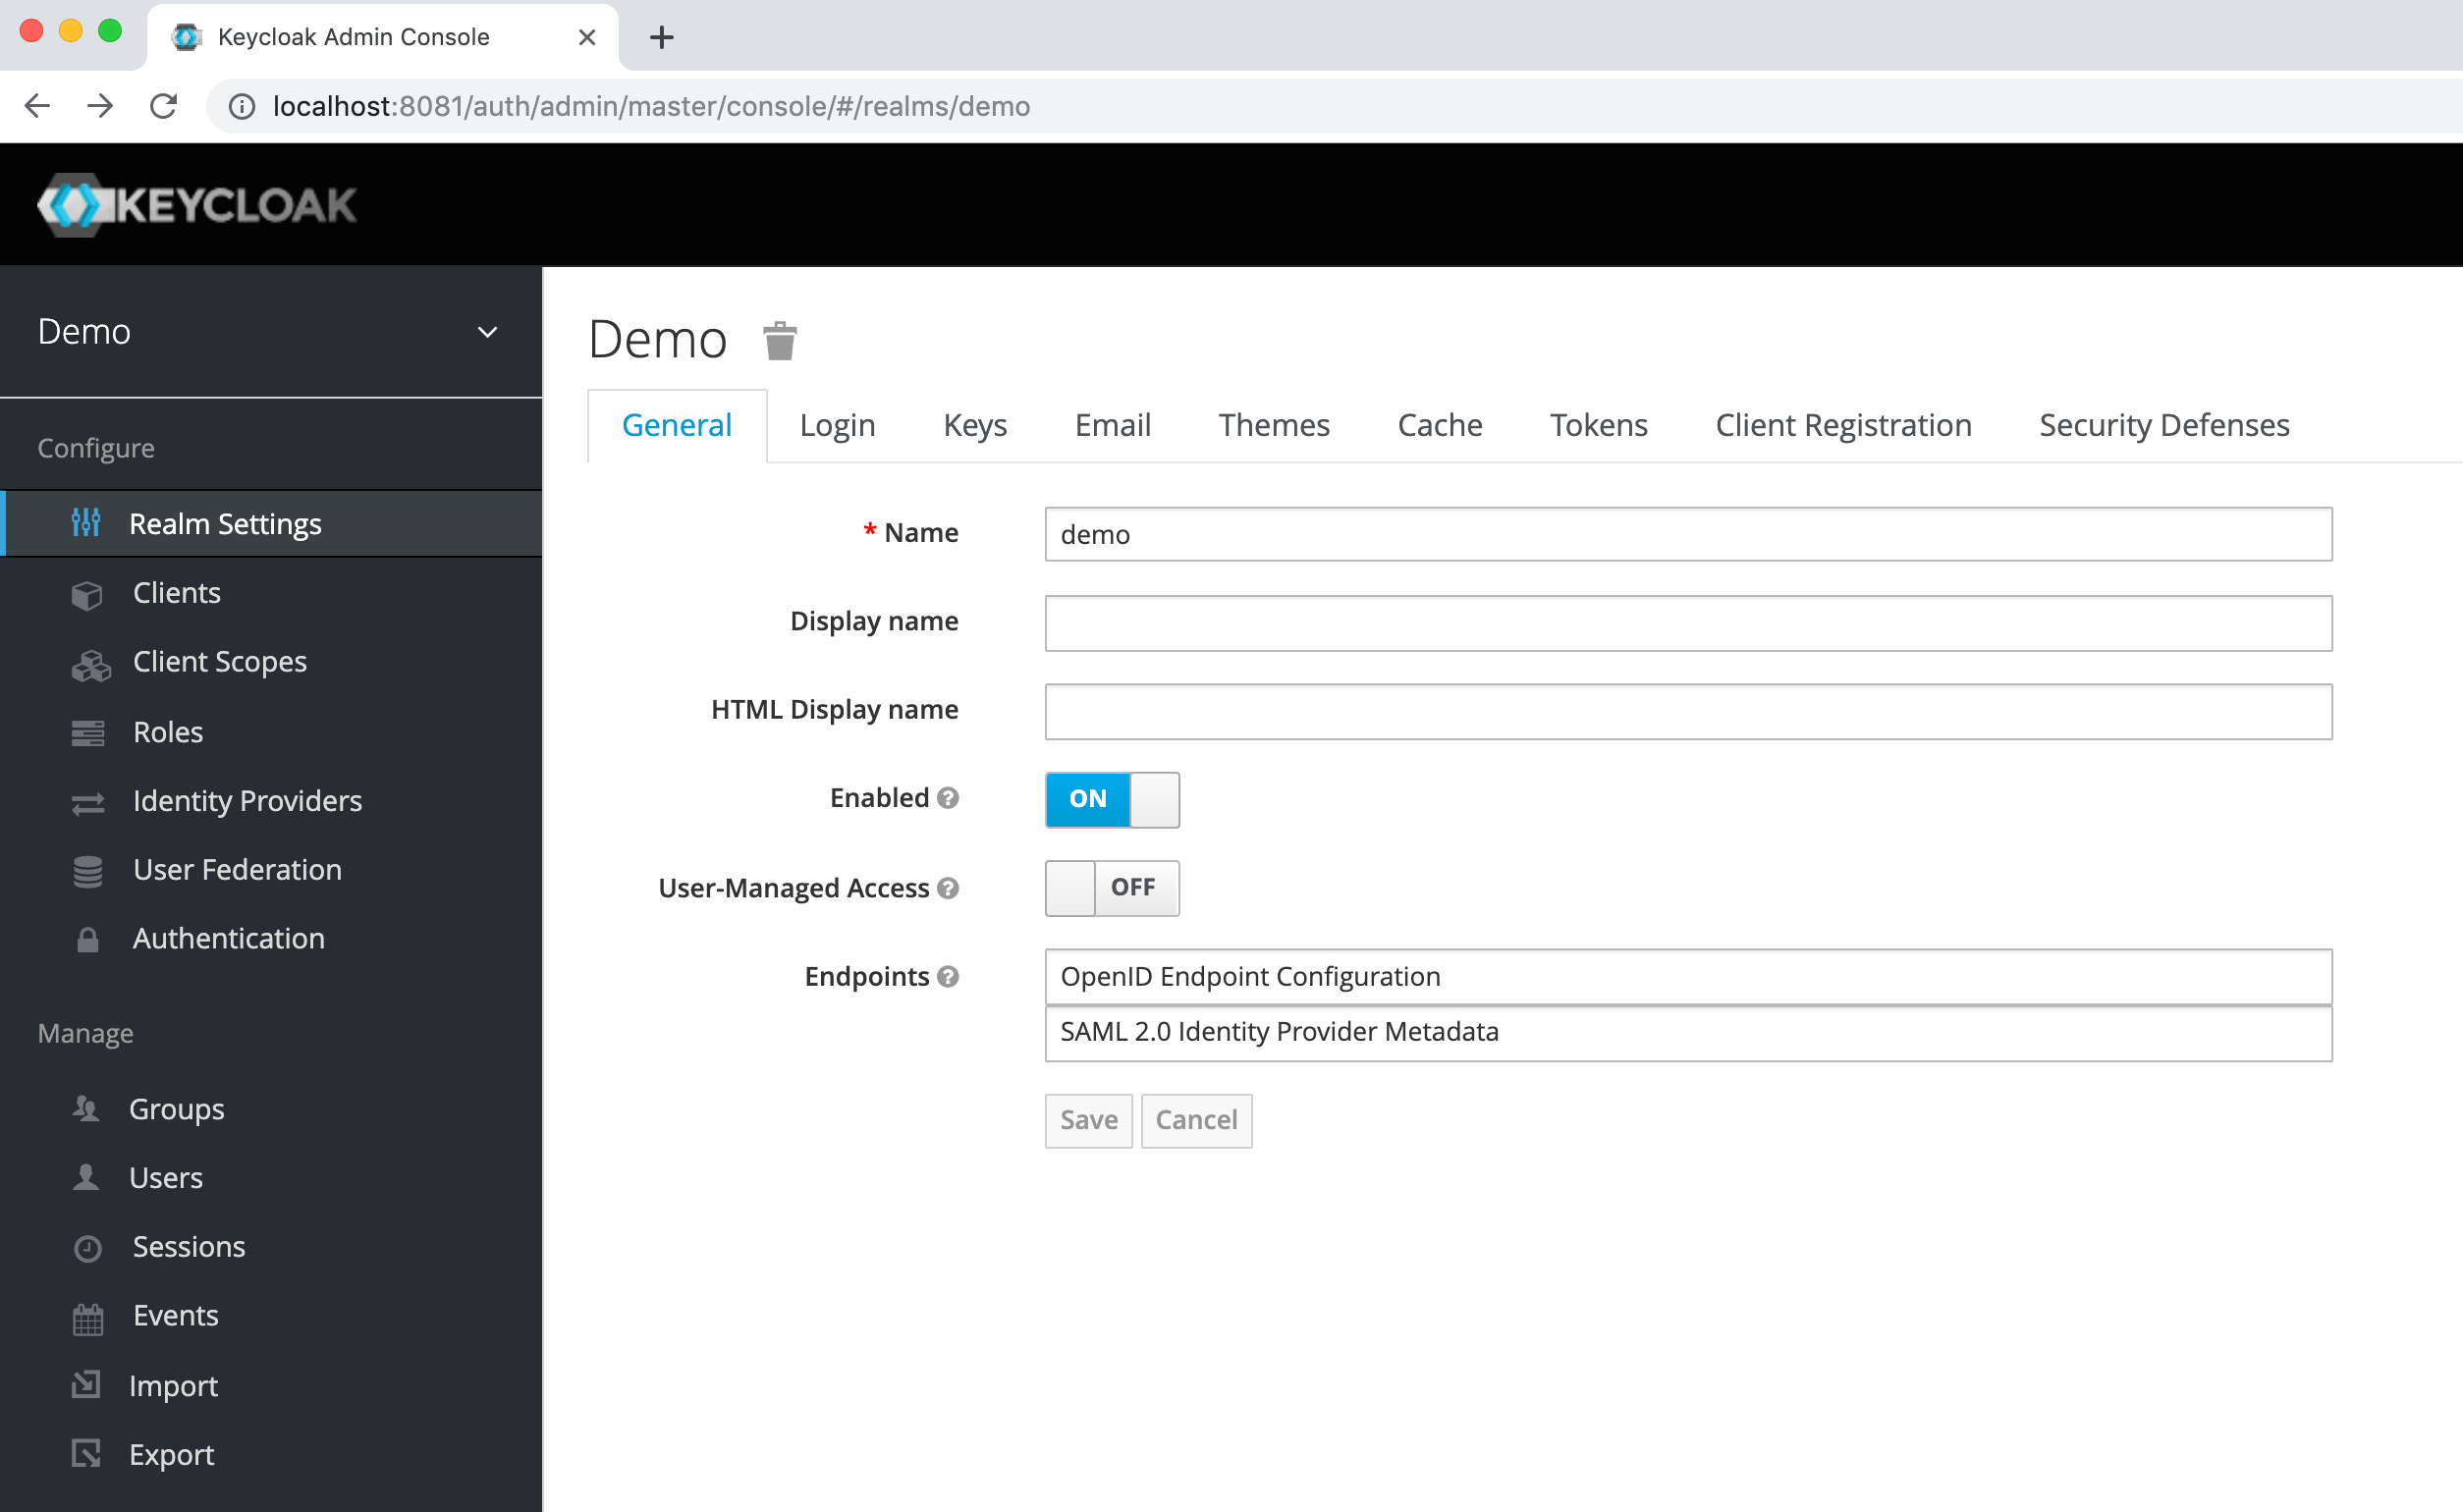 Keycloak Admin Console
localhost:8081/auth/admin/master/console/#/realms/demo
KEYCLOAK
Demo
Configure
Realm Settings
Clients
Client Scopes
Roles
Identity Providers
User Federation
Authentication
Manage
Groups
Users
Sessions
Events
Import
Export
Demo
General Login Keys Email Themes Cache Tokens Client Registration Security Defenses
* Name demo
Display name
HTML Display name
Enabled ON
User-Managed Access OFF
Endpoints OpenID Endpoint Configuration
SAML 2.0 Identity Provider Metadata
Save Cancel